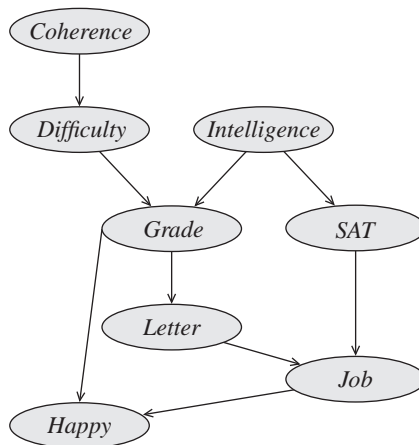 Coherence
Difficulty
Intelligence
Grade
SAT
Letter
Job
Happy